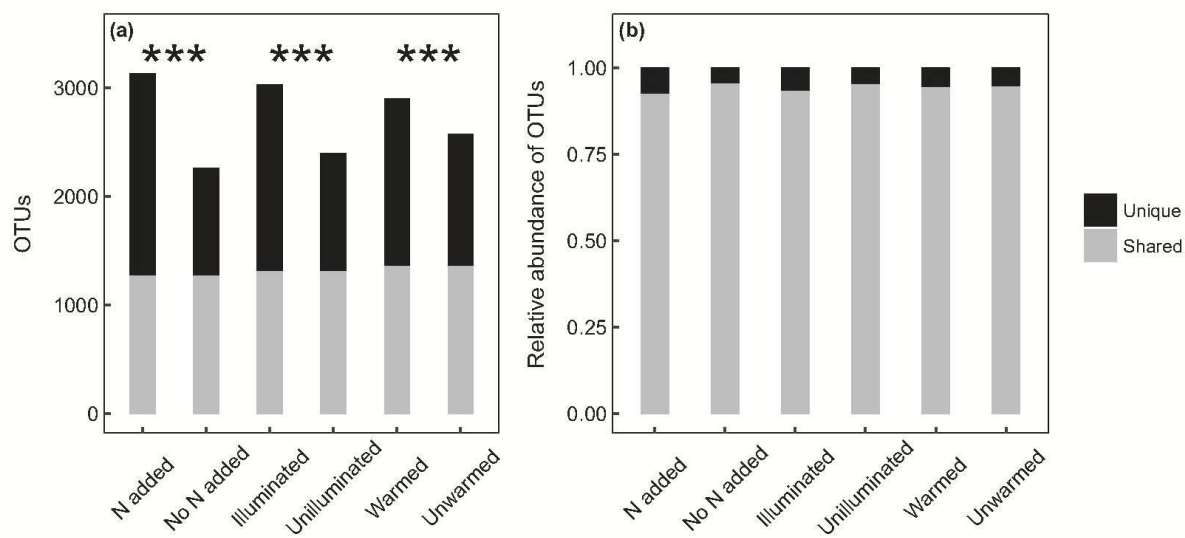 (a)
***
***
***
3000
2000
1000
0
OTUs
N added
No N added
Illuminated
Unilluminated
Warmed
Unwarmed
(b)
1.00
0.75
0.50
0.25
0.00
Relative abundance of OTUs
N added
No N added
Illuminated
Unilluminated
Warmed
Unwarmed
Unique
Shared